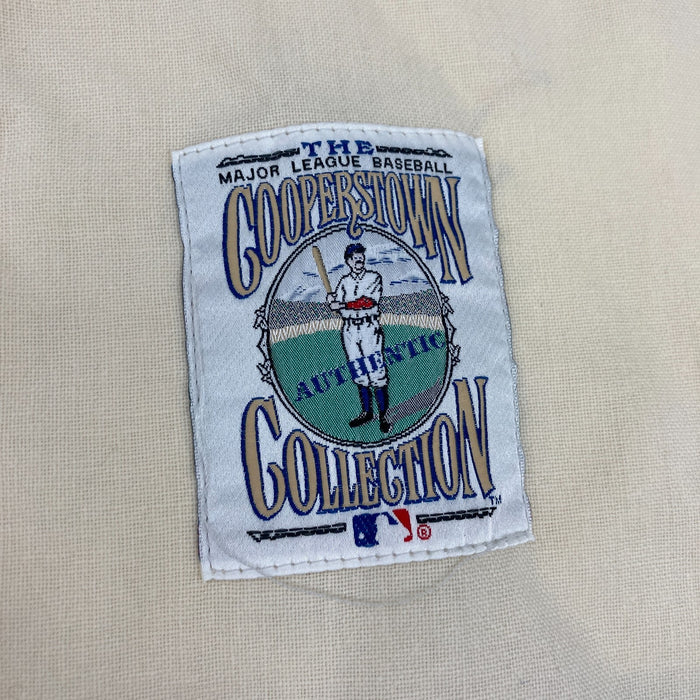 THE
MAJOR LEAGUE BASEBALL
COOPERSTOWN
AUTHENTIC
COLLECTION
TM
®